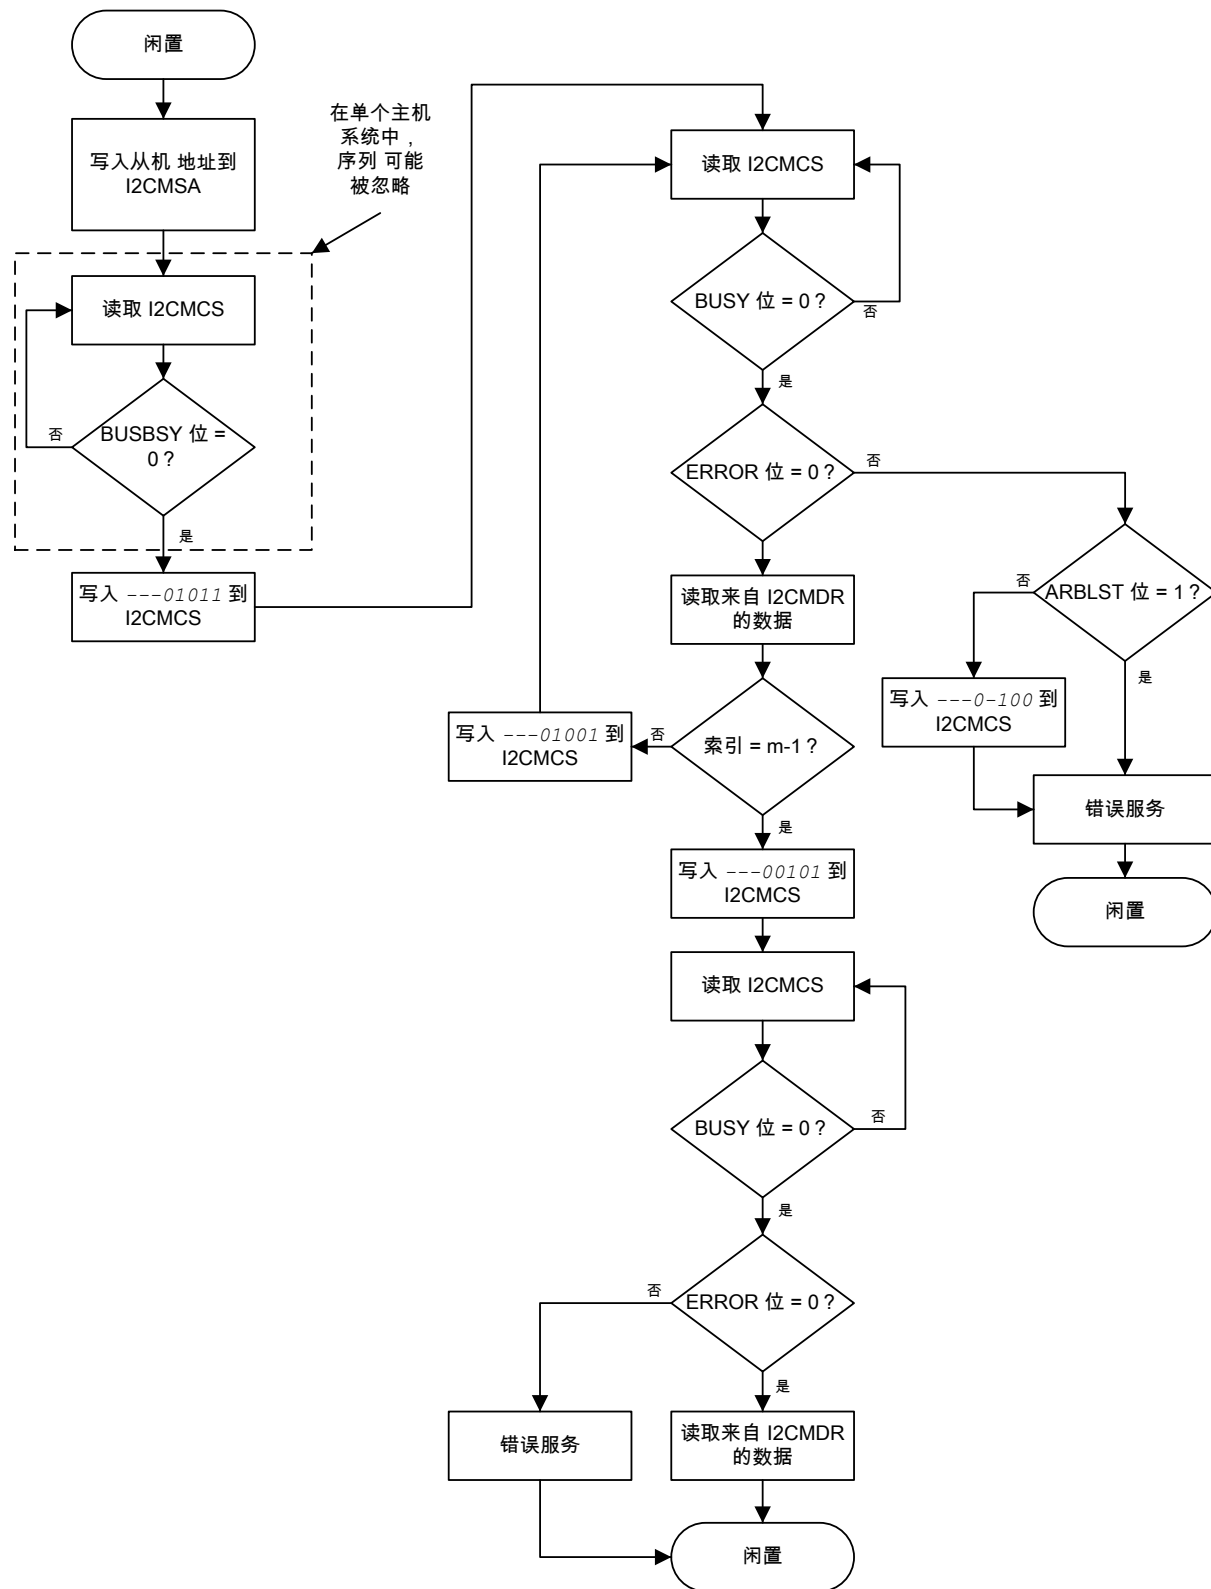 闲置
写入从机 地址到
I2CMSA
在单个主机
系统中，
序列 可能
被忽略
读取 I2CMCS
否
BUSBSY 位 =
0？
是
写入 ---01011 到
I2CMCS
读取 I2CMCS
BUSY 位 = 0？
否
是
ERROR 位 = 0？
否
读取来自 I2CMDR
的数据
否
ARBLST 位 = 1？
是
写入 ---0-100 到
I2CMCS
错误服务
闲置
索引 = m-1？
否
写入 ---01001 到
I2CMCS
是
写入 ---00101 到
I2CMCS
读取 I2CMCS
BUSY 位 = 0？
否
是
ERROR 位 = 0？
否
是
错误服务
读取来自 I2CMDR
的数据
闲置